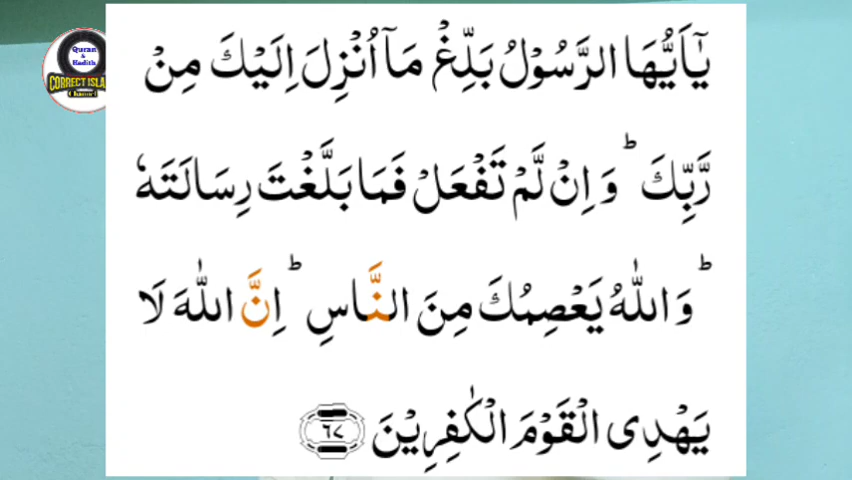 Quran
&
Hadith
CORRECT ISLA
يٰۤاَيُّهَا الرَّسُوْلُ بَلِّغْ مَاۤ اُنْزِلَ اِلَيْكَ مِنْ
رَّبِّكَ ؕ وَاِنْ لَّمْ تَفْعَلْ فَمَا بَلَّغْتَ رِسَالَتَهٗ
ؕ وَاللّٰهُ يَعْصِمُكَ مِنَ النَّاسِ ؕ اِنَّ اللّٰهَ لَا
يَهْدِى الْقَوْمَ الْكٰفِرِيْنَ ٦٧